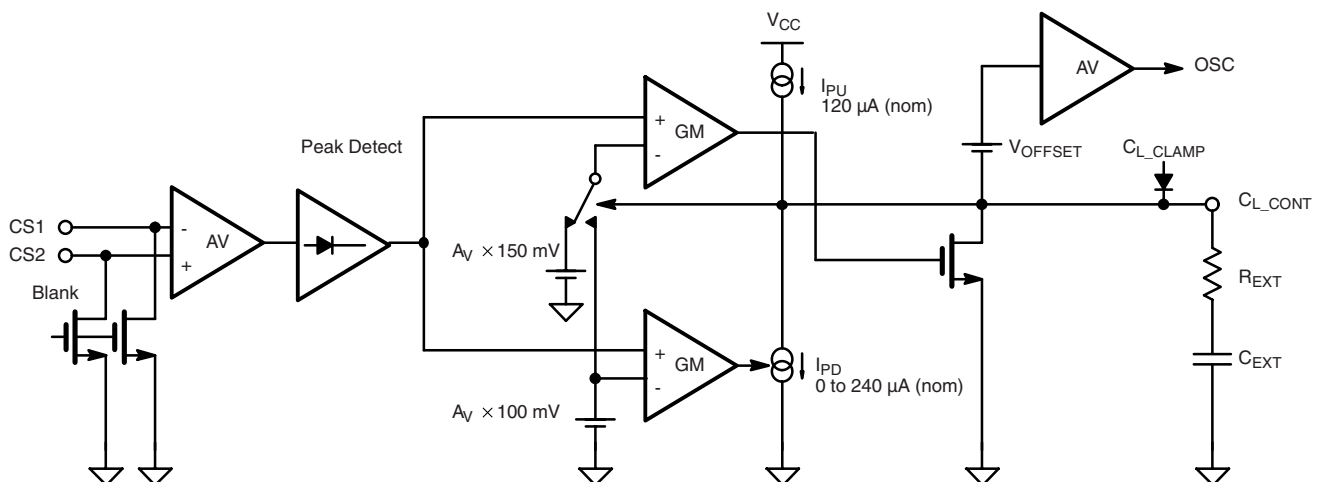 V_CC
I_PU
120 µA (nom)
AV
OSC
Peak Detect
+
GM
-
V_OFFSET
C_L_CLAMP
CS1
CS2
-
AV
+
A_V × 150 mV
C_L_CONT
Blank
R_EXT
+
GM
-
I_PD
0 to 240 µA (nom)
C_EXT
A_V × 100 mV